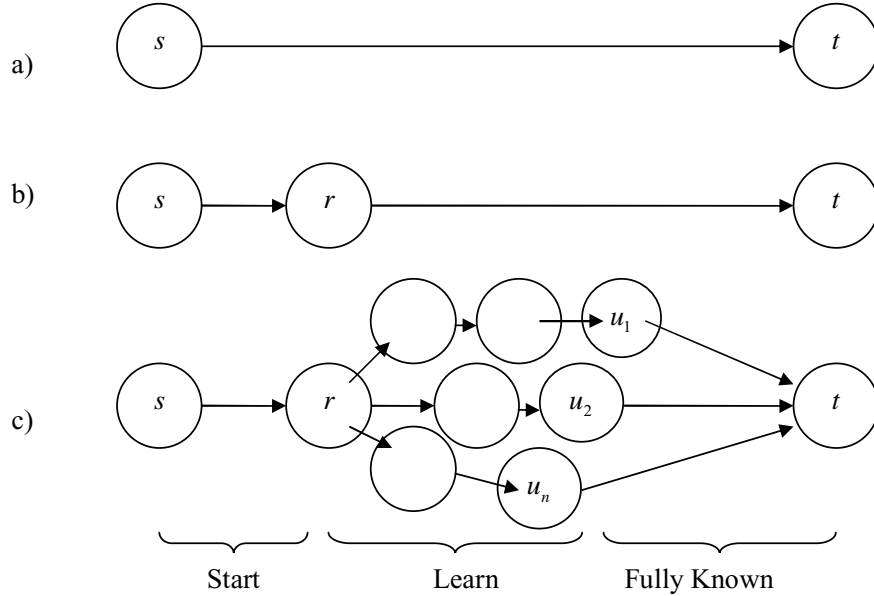 a) s t
b) s r t
u₁
c) s r u₂ t
uₙ
Start Learn Fully Known